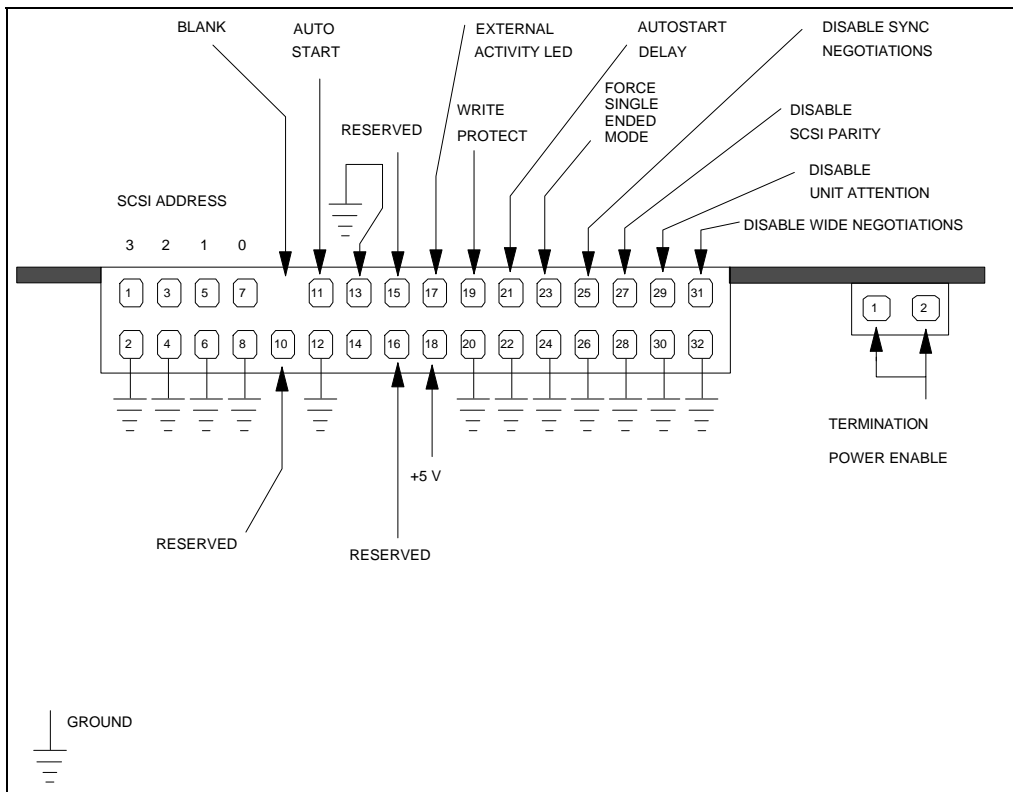 BLANK
AUTO
START
EXTERNAL
ACTIVITY LED
AUTOSTART
DELAY
DISABLE SYNC
NEGOTIATIONS
RESERVED
WRITE
PROTECT
FORCE
SINGLE
ENDED
MODE
DISABLE
SCSI PARITY
DISABLE
UNIT ATTENTION
SCSI ADDRESS
DISABLE WIDE NEGOTIATIONS
3 2 1 0
1 3 5 7 11 13 15 17 19 21 23 25 27 29 31
2 4 6 8 10 12 14 16 18 20 22 24 26 28 30 32
1 2
TERMINATION
POWER ENABLE
+5 V
RESERVED
RESERVED
GROUND